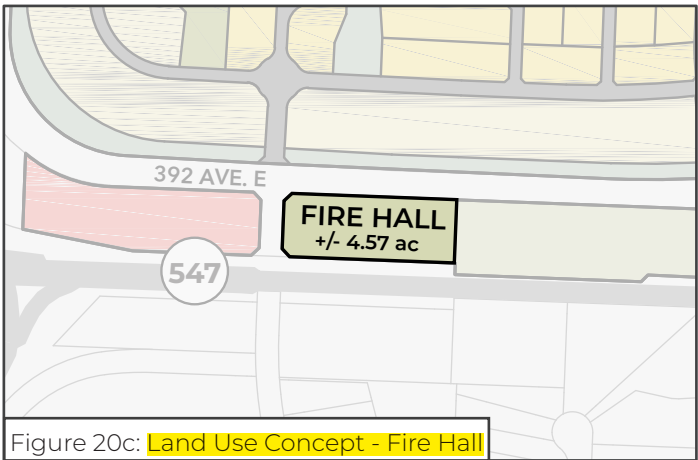 392 AVE. E
FIRE HALL
+/- 4.57 ac
547
Figure 20c: Land Use Concept - Fire Hall